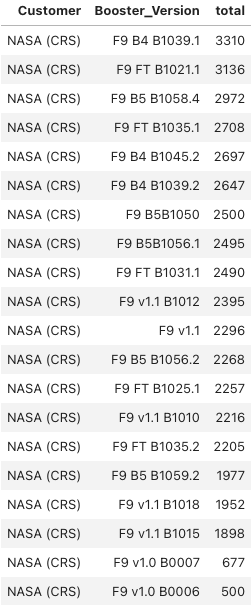 Customer Booster_Version total
NASA (CRS) F9 B4 B1039.1 3310
NASA (CRS) F9 FT B1021.1 3136
NASA (CRS) F9 B5 B1058.4 2972
NASA (CRS) F9 FT B1035.1 2708
NASA (CRS) F9 B4 B1045.2 2697
NASA (CRS) F9 B4 B1039.2 2647
NASA (CRS) F9 B5B1050 2500
NASA (CRS) F9 B5B1056.1 2495
NASA (CRS) F9 FT B1031.1 2490
NASA (CRS) F9 v1.1 B1012 2395
NASA (CRS) F9 v1.1 2296
NASA (CRS) F9 B5 B1056.2 2268
NASA (CRS) F9 FT B1025.1 2257
NASA (CRS) F9 v1.1 B1010 2216
NASA (CRS) F9 FT B1035.2 2205
NASA (CRS) F9 B5 B1059.2 1977
NASA (CRS) F9 v1.1 B1018 1952
NASA (CRS) F9 v1.1 B1015 1898
NASA (CRS) F9 v1.0 B0007 677
NASA (CRS) F9 v1.0 B0006 500